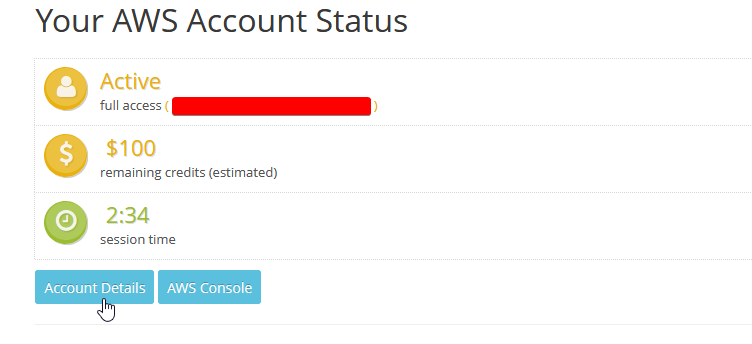 Your AWS Account Status
Active
full access ( )
$100
remaining credits (estimated)
2:34
session time
Account Details
AWS Console